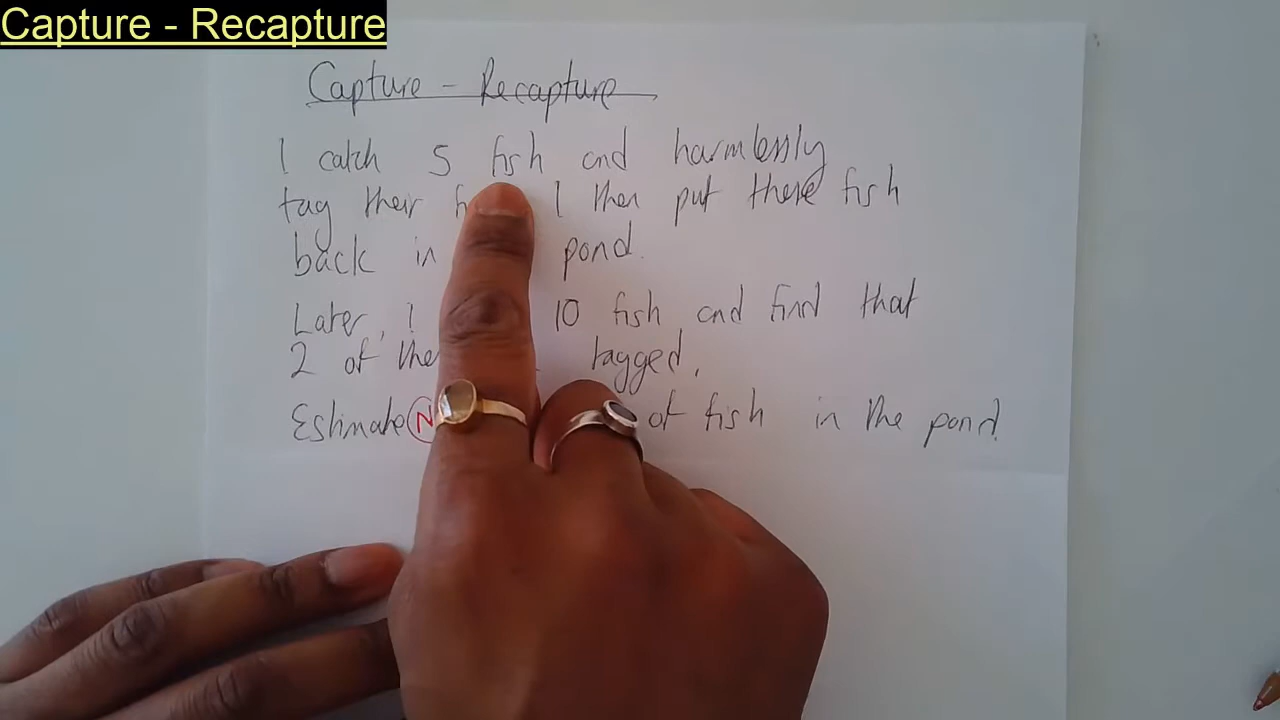 Capture - Recapture
Capture - Recapture
I catch 5 fish and harmlessly
tag their I then put these fish
back in pond.
Later, I 10 fish and find that
2 of tagged.
Estimate N of fish in the pond.